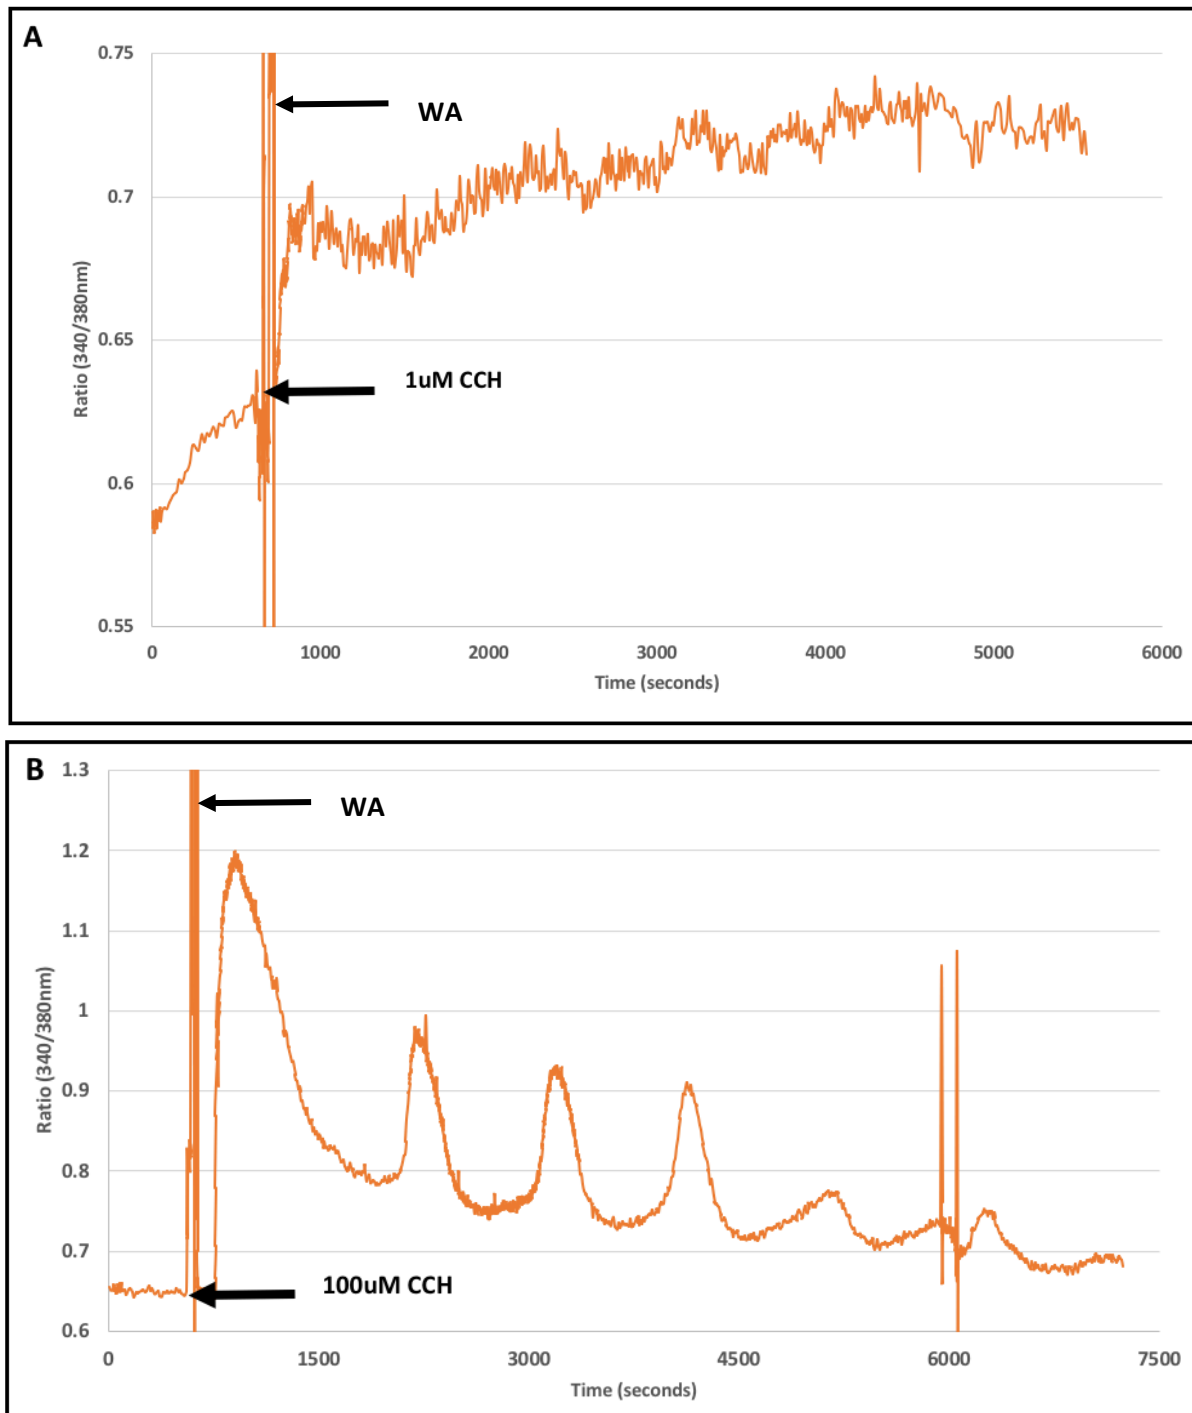 A
0.75
WA
0.7
0.65
Ratio (340/380nm)
1uM CCH
0.6
0.55
0 1000 2000 3000 4000 5000 6000
Time (seconds)
B
1.3
WA
1.2
1.1
1
Ratio (340/380nm)
0.9
0.8
0.7
100uM CCH
0.6
0 1500 3000 4500 6000 7500
Time (seconds)